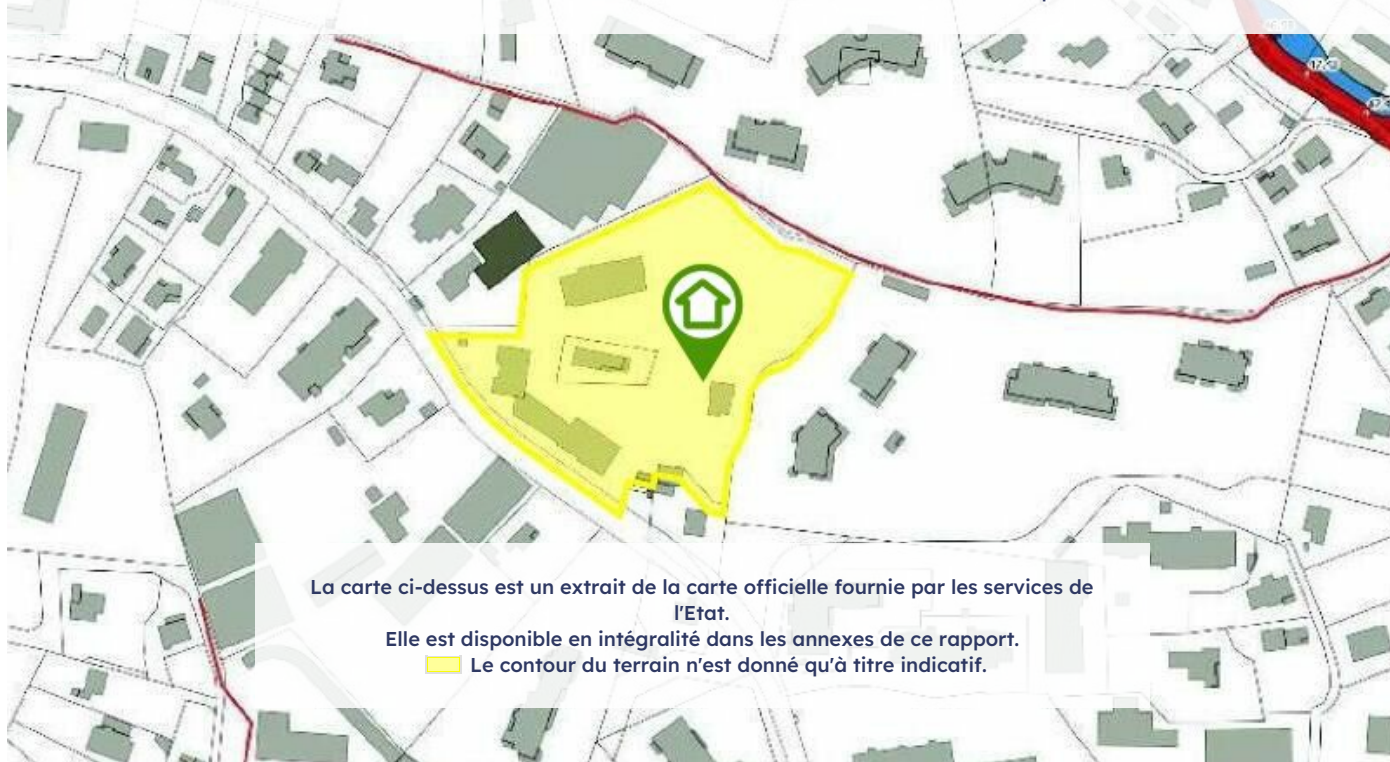 La carte ci-dessus est un extrait de la carte officielle fournie par les services de
l'Etat.
Elle est disponible en intégralité dans les annexes de ce rapport.
Le contour du terrain n'est donné qu'à titre indicatif.